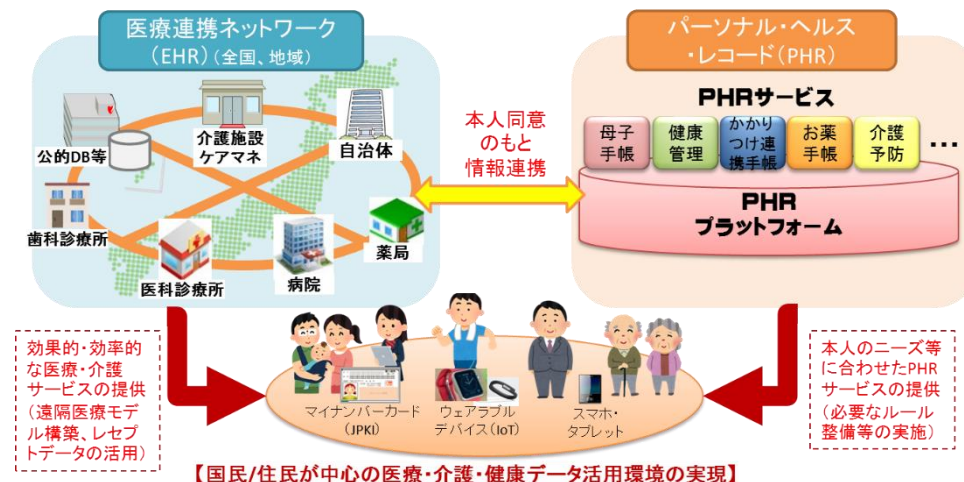 医療連携ネットワーク
(EHR)(全国、地域)
公的DB等
介護施設
ケアマネ
自治体
歯科診療所
医科診療所
病院
薬局
本人同意
のもと
情報連携
パーソナル・ヘルス
・レコード(PHR)
PHRサービス
母子
手帳
健康
管理
かかり
つけ連
携手帳
お薬
手帳
介護
予防
…
PHR
プラットフォーム
効果的・効率的
な医療・介護
サービスの提供
(遠隔医療モデ
ル構築、レセプ
トデータの活用)
マイナンバーカード
(JPKI)
ウェアラブル
デバイス(IoT)
スマホ・
タブレット
本人のニーズ等
に合わせたPHR
サービスの提供
(必要なルール
整備等の実施)
【国民/住民が中心の医療・介護・健康データ活用環境の実現】